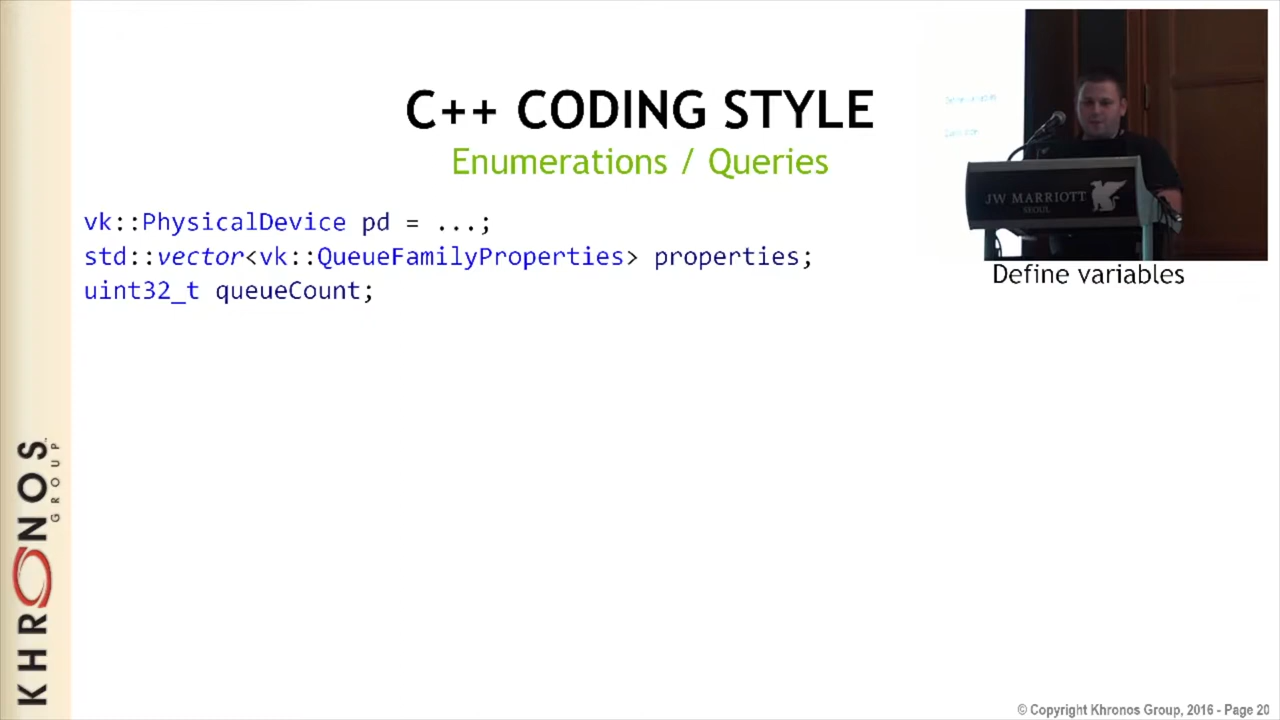 C++ CODING STYLE
Enumerations / Queries
vk::PhysicalDevice pd = ...;
std::vector<vk::QueueFamilyProperties> properties;
uint32_t queueCount;
Define variables
JW MARRIOTT
SEOUL
KHRONOS
GROUP
© Copyright Khronos Group, 2016 - Page 20